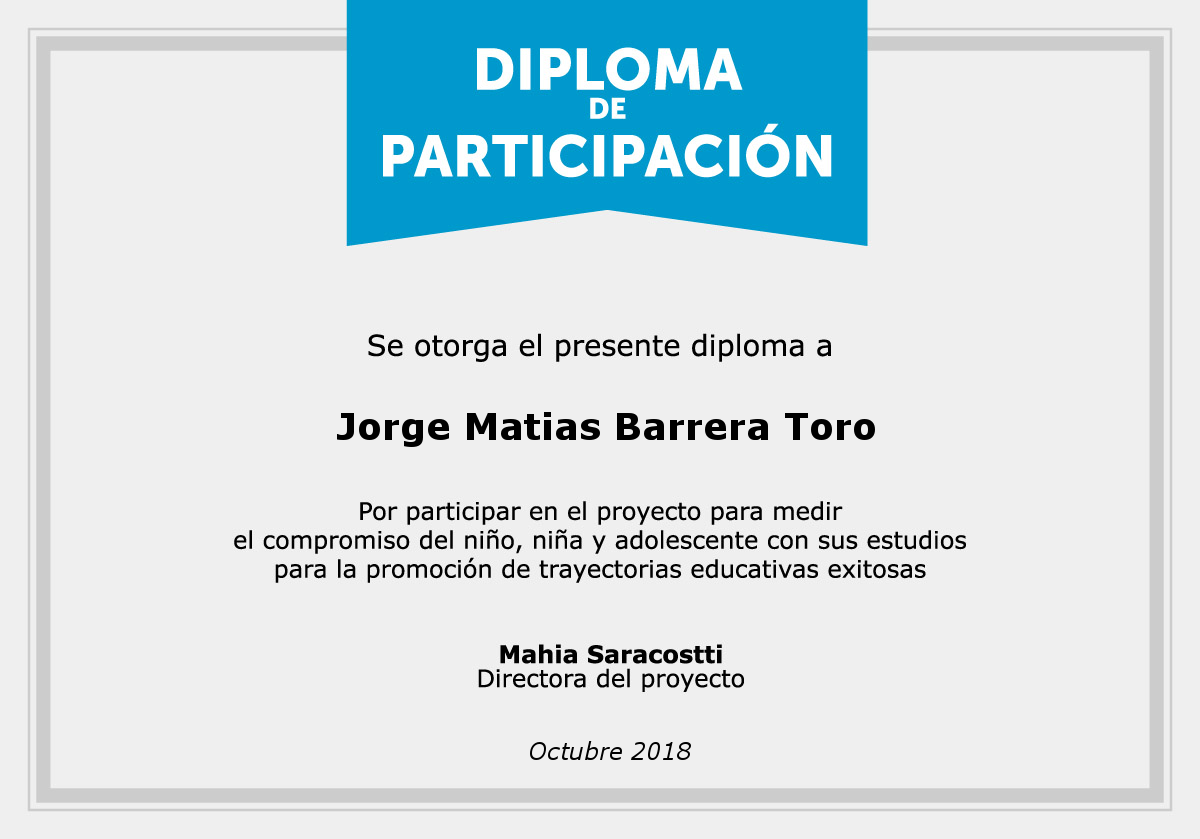 DIPLOMA
DE
PARTICIPACIÓN
Se otorga el presente diploma a
Jorge Matias Barrera Toro
Por participar en el proyecto para medir
el compromiso del niño, niña y adolescente con sus estudios
para la promoción de trayectorias educativas exitosas
Mahia Saracostti
Directora del proyecto
Octubre 2018